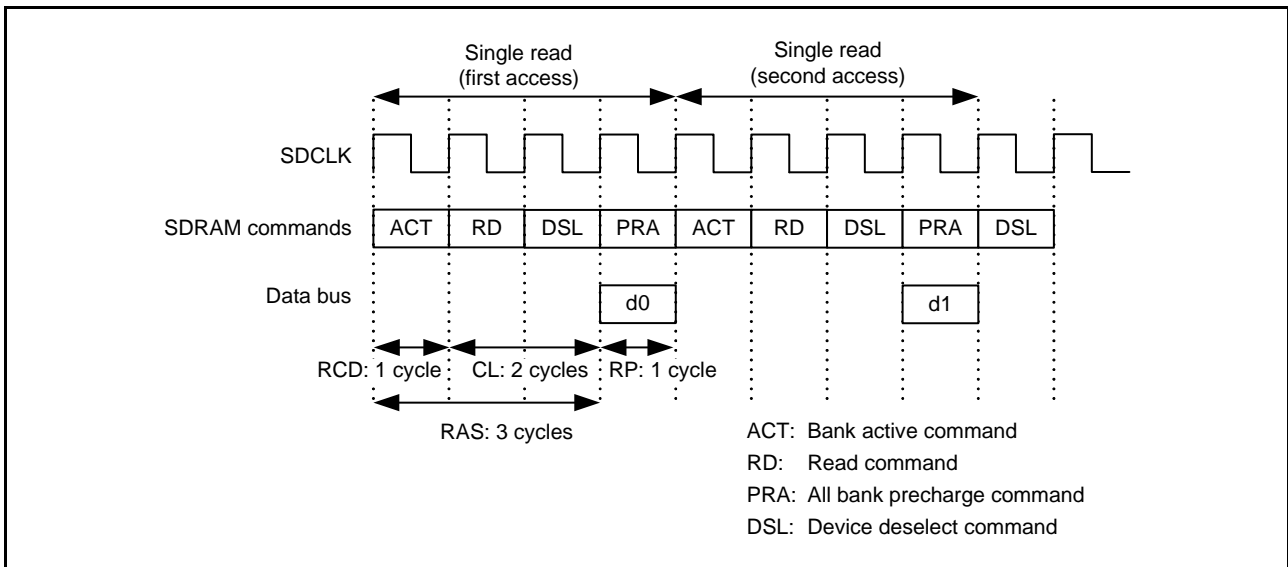 Single read
(first access)
Single read
(second access)
SDCLK
SDRAM commands
ACT RD DSL PRA ACT RD DSL PRA DSL
Data bus
d0 d1
RCD: 1 cycle CL: 2 cycles RP: 1 cycle
RAS: 3 cycles
ACT: Bank active command
RD: Read command
PRA: All bank precharge command
DSL: Device deselect command